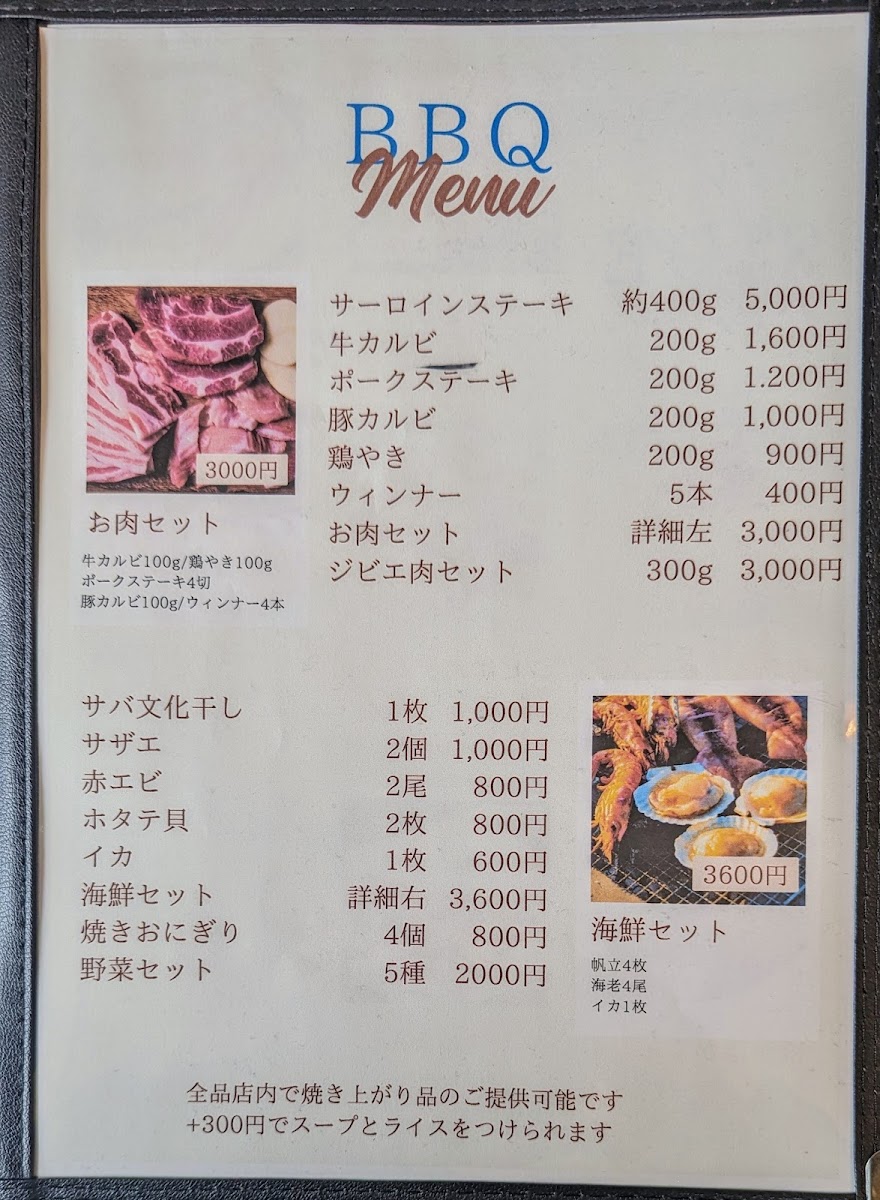 BBQ
Menu
サーロインステーキ 約400g 5,000円
牛カルビ 200g 1,600円
ポークステーキ 200g 1.200円
豚カルビ 200g 1,000円
鶏やき 200g 900円
ウィンナー 5本 400円
お肉セット 詳細左 3,000円
ジビエ肉セット 300g 3,000円
3000円
お肉セット
牛カルビ100g/鶏やき100g
ポークステーキ4切
豚カルビ100g/ウィンナー4本
サバ文化干し 1枚 1,000円
サザエ 2個 1,000円
赤エビ 2尾 800円
ホタテ貝 2枚 800円
イカ 1枚 600円
海鮮セット 詳細右 3,600円
焼きおにぎり 4個 800円
野菜セット 5種 2000円
3600円
海鮮セット
帆立4枚
海老4尾
イカ1枚
全品店内で焼き上がり品のご提供可能です
+300円でスープとライスをつけられます